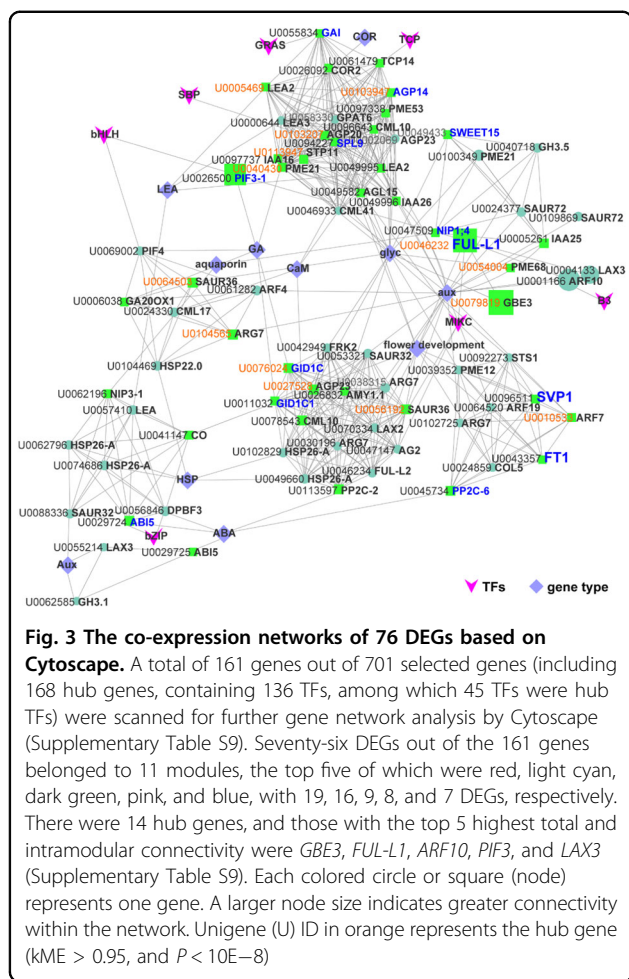 U0055834 GAI
COR
TCP
GRAS
U0061479 TCP14
U0026092 COR2
U0005469 LEA2
U0103947 AGP14
SBP
U0097338 PME53
U0058330 GPAT6
U0000644 LEA3
U0096643 CML10
U0103207 AGP20
U0049433 SWEET15
bHLH
U0094227 SPL9
U0002069 AGP23
U0040718 GH3.5
STP11
U0100349 PME21
U0097737 IAA16
U0040430 PME21
U0049995 LEA2
U0026500 PIF3-1
LEA
U0024377 SAUR72
U0049582 AGL15
U0049996 IAA26
U0109869 SAUR72
U0046933 CML41
U0047509 NIP1;4
U0005261 IAA25
U0046232 FUL-L1
U0069002 PIF4
GA
glyc
aquaporin
CaM
U0054004 PME68
U0004133 LAX3
U0064503 SAUR36
aux
U0001166 ARF10
U0061282 ARF4
U0006038 GA20OX1
U0079819 GBE3
B3
U0024330 CML17
MIKC
U0104565 ARG7
U0042949 FRK2
flower development
U0053321 SAUR32
U0092273 STS1
U0104469 HSP22.0
U0076024 GID1C
U0038315 ARG7
U0039352 PME12
U0027528 AGP23
U0062196 NIP3-1
U0026832 AMY1.1
U0096511 SVP1
U0057410 LEA
U0011032 GID1C1
U0058192 SAUR36
U0064520 ARF19
U0010530 ARF7
U0078543 CML10
U0070334 LAX2
U0102725 ARG7
U0041147 CO
U0030196 ARG7
U0062796 HSP26-A
U0102829 HSP26-A
U0047147 AG2
U0043357 FT1
U0074686 HSP26-A
U0046234 FUL-L2
U0024859 COL5
HSP
U0049660 HSP26-A
U0113597 PP2C-2
U0045734 PP2C-6
U0088336 SAUR32
U0056846 DPBF3
U0029724 ABI5
bZIP
ABA
U0055214 LAX3
U0029725 ABI5
Aux
U0062585 GH3.1
TFs
gene type
Fig. 3 The co-expression networks of 76 DEGs based on
Cytoscape. A total of 161 genes out of 701 selected genes (including
168 hub genes, containing 136 TFs, among which 45 TFs were hub
TFs) were scanned for further gene network analysis by Cytoscape
(Supplementary Table S9). Seventy-six DEGs out of the 161 genes
belonged to 11 modules, the top five of which were red, light cyan,
dark green, pink, and blue, with 19, 16, 9, 8, and 7 DEGs, respectively.
There were 14 hub genes, and those with the top 5 highest total and
intramodular connectivity were GBE3, FUL-L1, ARF10, PIF3, and LAX3
(Supplementary Table S9). Each colored circle or square (node)
represents one gene. A larger node size indicates greater connectivity
within the network. Unigene (U) ID in orange represents the hub gene
(kME > 0.95, and P < 10E−8)